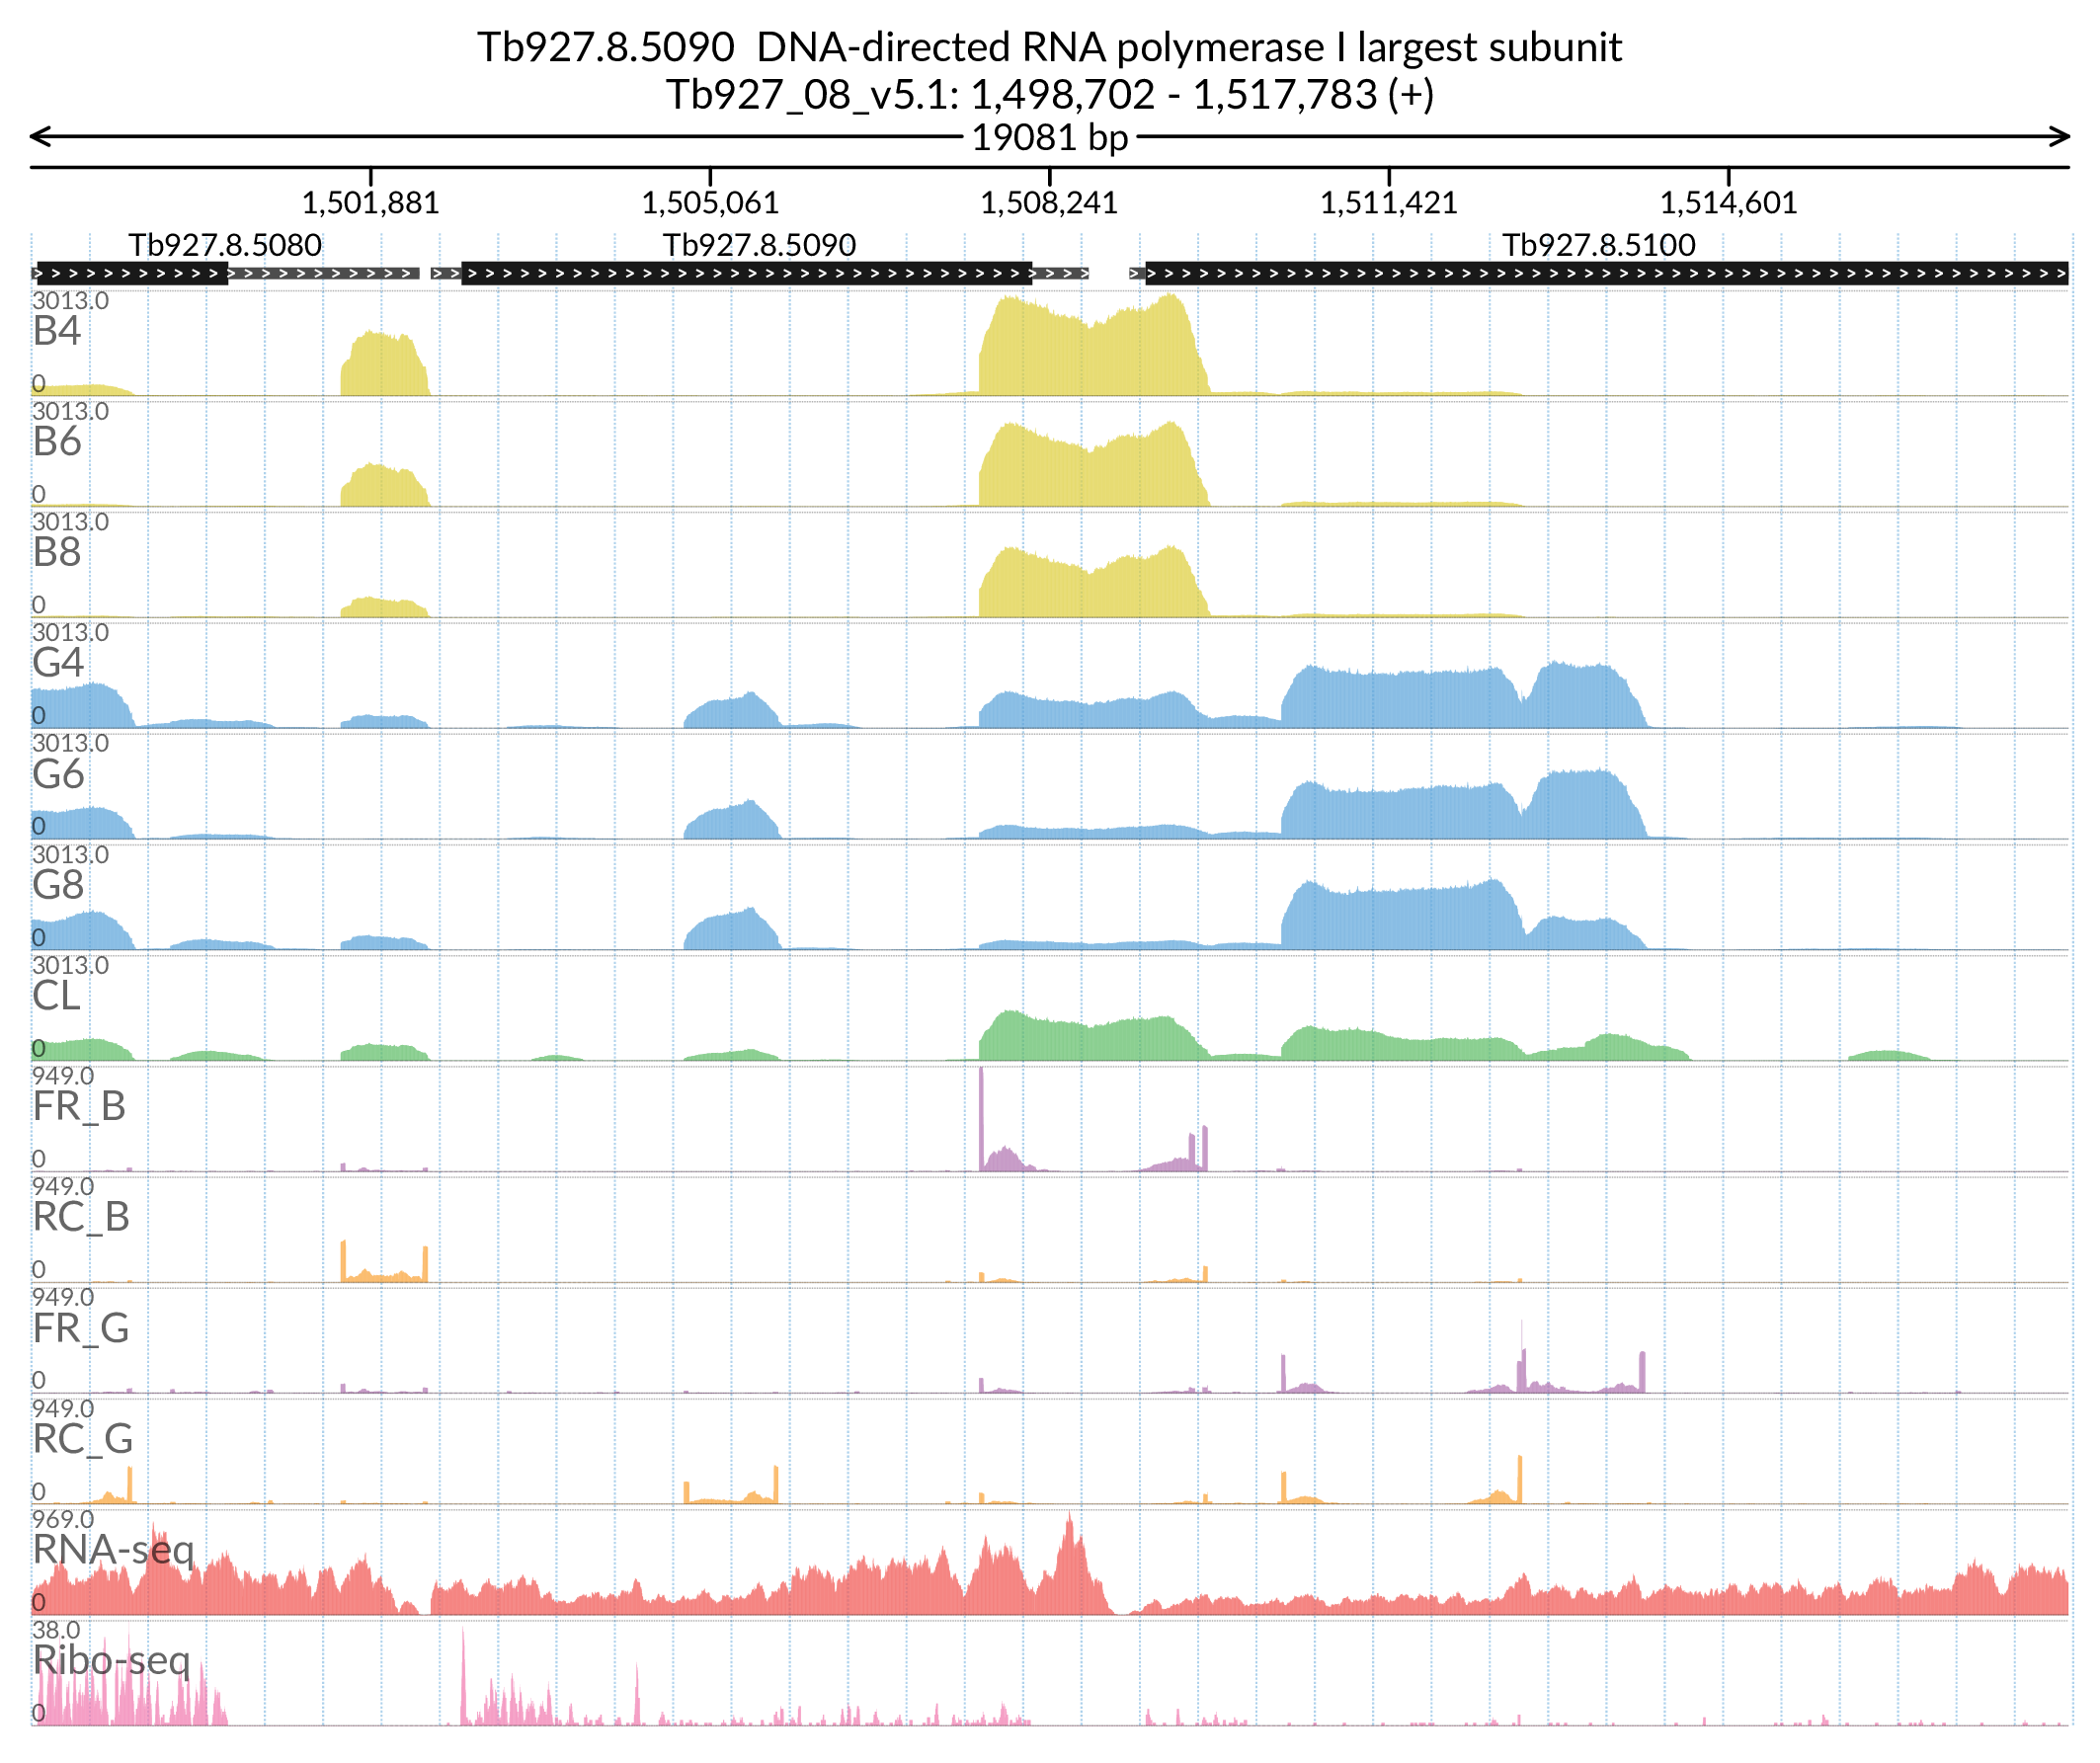 Tb927.8.5090 DNA-directed RNA polymerase I largest subunit
Tb927_08_v5.1: 1,498,702 - 1,517,783 (+)
19081 bp
1,501,881 1,505,061 1,508,241 1,511,421 1,514,601
Tb927.8.5080 Tb927.8.5090 Tb927.8.5100
3013.0
B4
0
3013.0
B6
0
3013.0
B8
0
3013.0
G4
0
3013.0
G6
0
3013.0
G8
0
3013.0
CL
0
949.0
FR_B
0
949.0
RC_B
0
949.0
FR_G
0
949.0
RC_G
0
969.0
RNA-seq
0
38.0
Ribo-seq
0